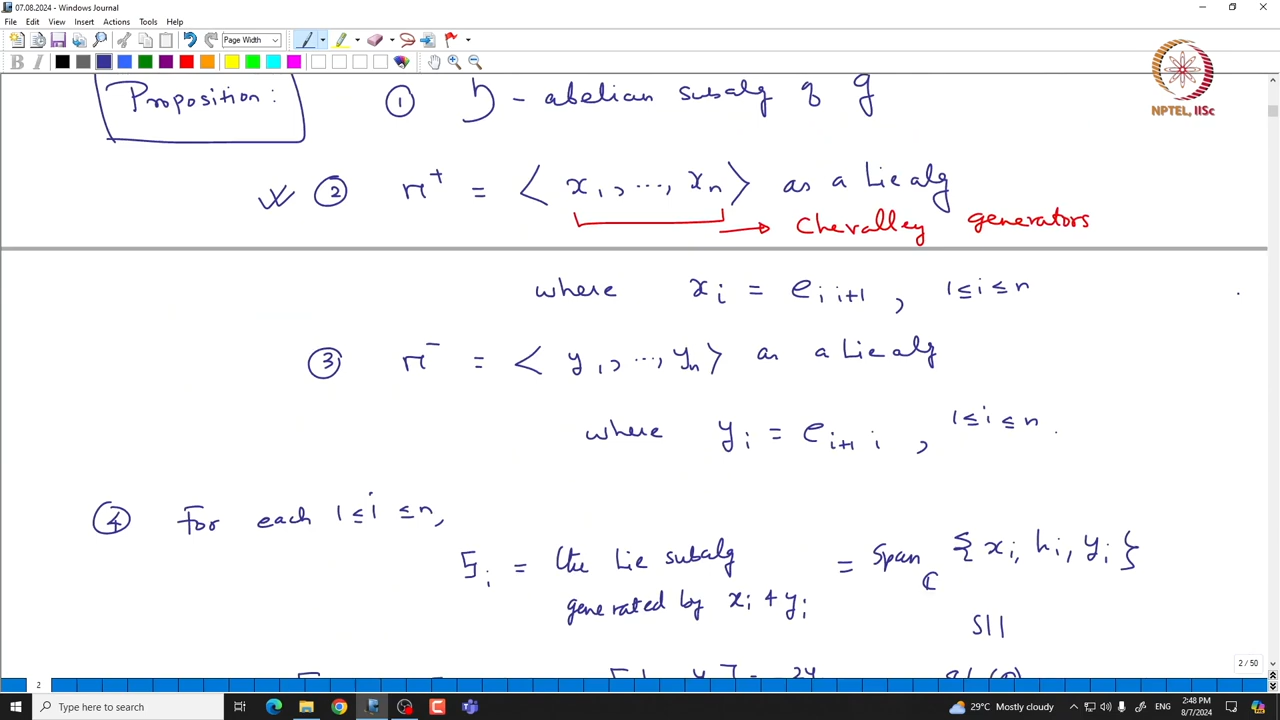 07.08.2024 - Windows Journal
File Edit View Insert Actions Tools Help
Page Width
B I
NPTEL, IISc
Proposition: ① 𝔥 - abelian subalg of g
② n⁺ = < x₁, ..., xₙ > as a Lie alg
Chevalley generators
where xᵢ = e_{i i+1}, 1≤i≤n
③ n⁻ = < y₁, ..., yₙ > as a Lie alg
where yᵢ = e_{i+1 i}, 1≤i≤n.
④ For each 1≤i≤n,
𝔰ᵢ = the Lie subalg = Span_ℂ {xᵢ, hᵢ, yᵢ}
generated by xᵢ + yᵢ
2 / 50
2
Type here to search
29°C Mostly cloudy
2:48 PM
8/7/2024